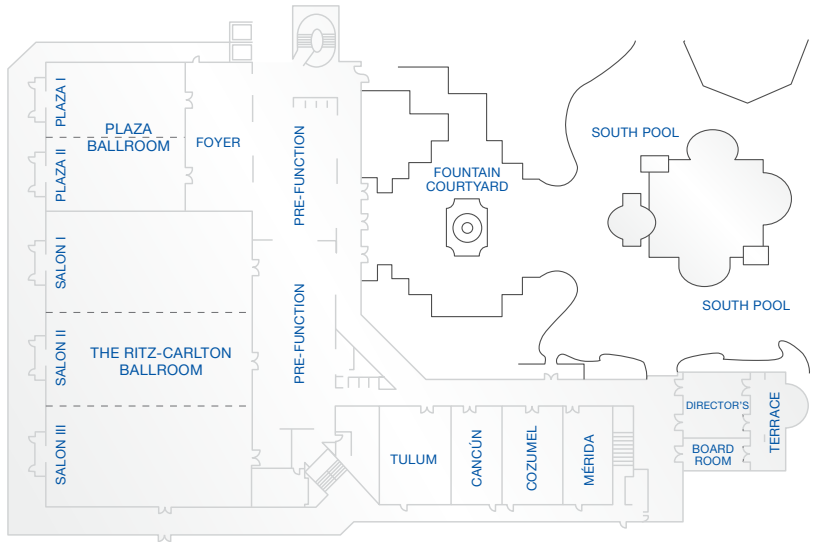 PLAZA I
PLAZA II
PLAZA
BALLROOM
FOYER
PRE-FUNCTION
FOUNTAIN
COURTYARD
SOUTH POOL
SOUTH POOL
SALON I
SALON II
SALON III
THE RITZ-CARLTON
BALLROOM
PRE-FUNCTION
TULUM
CANCÚN
COZUMEL
MÉRIDA
DIRECTOR'S
BOARD
ROOM
TERRACE